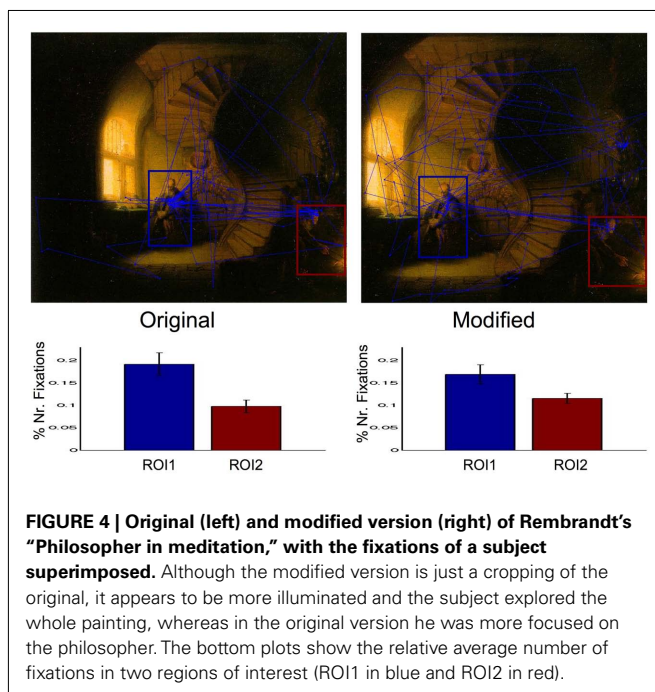 Original
Modified
% Nr. Fixations
0.2
0.15
0.1
0.05
0
ROI1
ROI2
% Nr. Fixations
0.2
0.15
0.1
0.05
0
ROI1
ROI2
FIGURE 4 | Original (left) and modified version (right) of Rembrandt’s
“Philosopher in meditation,” with the fixations of a subject
superimposed. Although the modified version is just a cropping of the
original, it appears to be more illuminated and the subject explored the
whole painting, whereas in the original version he was more focused on
the philosopher. The bottom plots show the relative average number of
fixations in two regions of interest (ROI1 in blue and ROI2 in red).